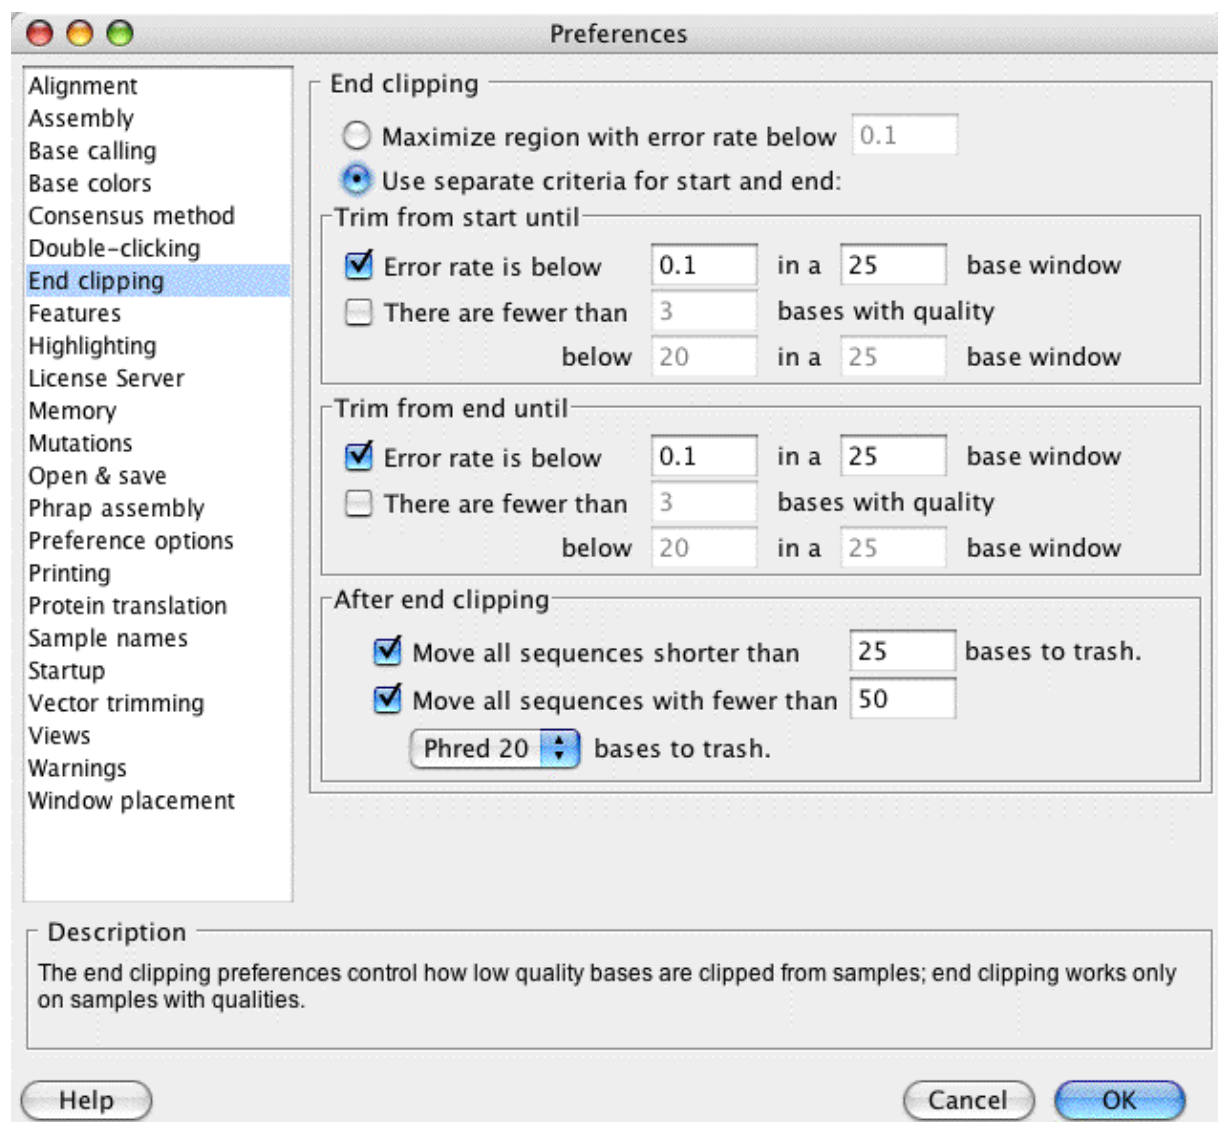 Preferences
Alignment
Assembly
Base calling
Base colors
Consensus method
Double-clicking
End clipping
Features
Highlighting
License Server
Memory
Mutations
Open & save
Phrap assembly
Preference options
Printing
Protein translation
Sample names
Startup
Vector trimming
Views
Warnings
Window placement
End clipping
Maximize region with error rate below 0.1
Use separate criteria for start and end:
Trim from start until
Error rate is below 0.1 in a 25 base window
There are fewer than 3 bases with quality
below 20 in a 25 base window
Trim from end until
Error rate is below 0.1 in a 25 base window
There are fewer than 3 bases with quality
below 20 in a 25 base window
After end clipping
Move all sequences shorter than 25 bases to trash.
Move all sequences with fewer than 50
Phred 20 bases to trash.
Description
The end clipping preferences control how low quality bases are clipped from samples; end clipping works only
on samples with qualities.
Help Cancel OK